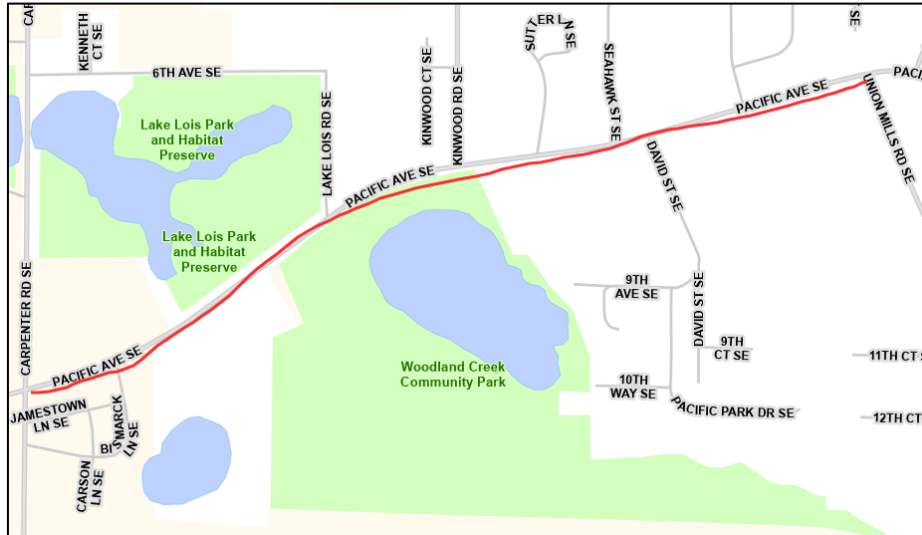 CAR
KENNETH
CT SE
6TH AVE SE
Lake Lois Park
and Habitat
Preserve
Lake Lois Park
and Habitat
Preserve
LAKE LOIS RD SE
KINWOOD CT SE
KINWOOD RD SE
SUTTER LN SE
SEAHAWK ST SE
ST SE
PACIFIC AVE SE
PACI
UNION MILLS RD SE
PACIFIC AVE SE
DAVID ST SE
CARPENTER RD SE
PACIFIC AVE SE
JAMESTOWN
LN SE
BISMARCK
LN SE
CARSON
LN SE
Woodland Creek
Community Park
9TH
AVE SE
DAVID ST SE
9TH
CT SE
10TH
WAY SE
PACIFIC PARK DR SE
11TH CT S
12TH CT